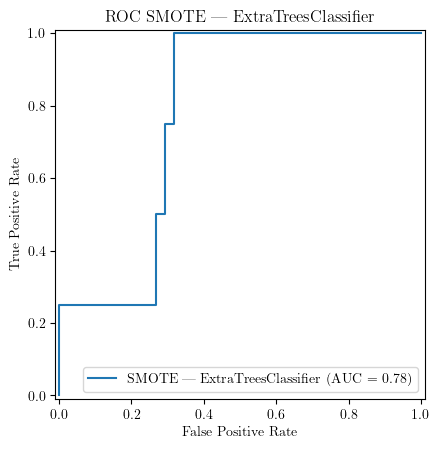 ROC SMOTE — ExtraTreesClassifier
1.0
0.8
0.6
0.4
0.2
0.0
True Positive Rate
SMOTE — ExtraTreesClassifier (AUC = 0.78)
0.0 0.2 0.4 0.6 0.8 1.0
False Positive Rate